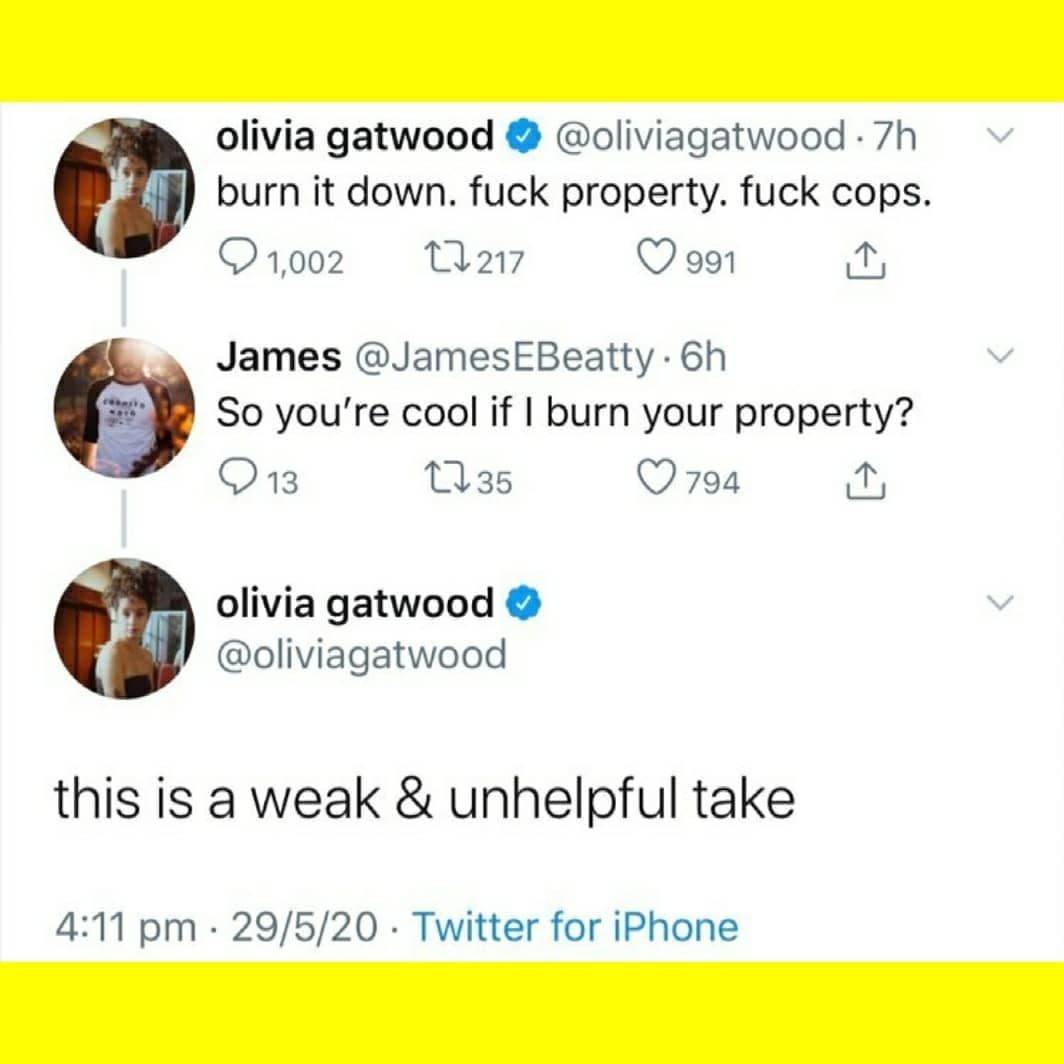 olivia gatwood @oliviagatwood · 7h
burn it down. fuck property. fuck cops.
1,002 217 991
James @JamesEBeatty · 6h
So you’re cool if I burn your property?
13 35 794
olivia gatwood
@oliviagatwood
this is a weak & unhelpful take
4:11 pm · 29/5/20 · Twitter for iPhone